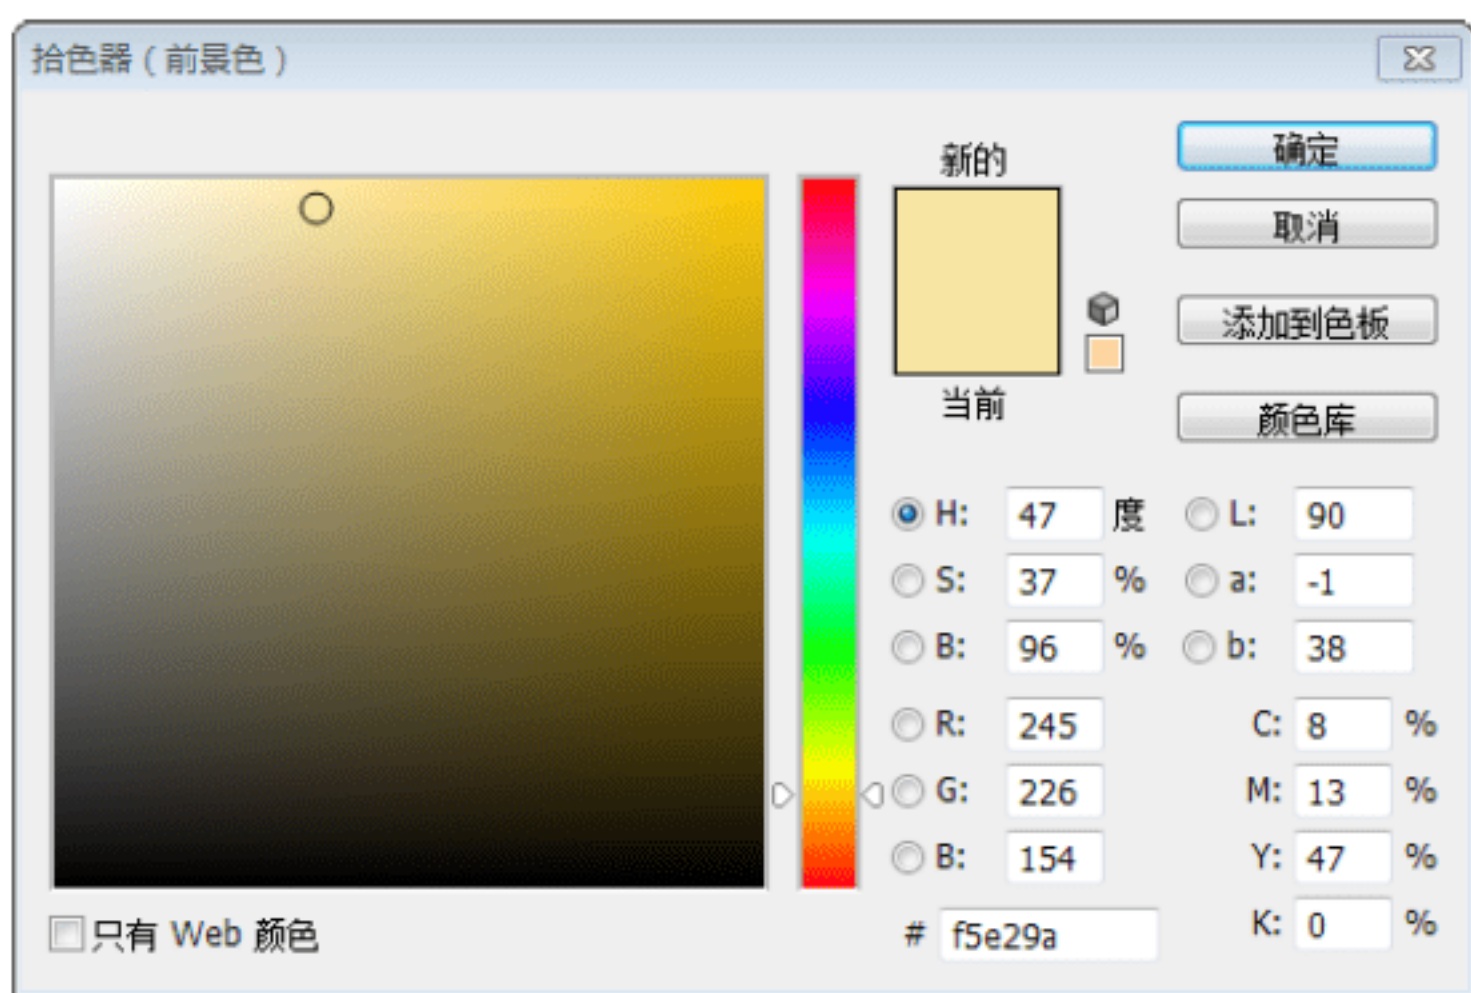 拾色器（前景色）
新的
确定
取消
添加到色板
当前
颜色库
H: 47 度 L: 90
S: 37 % a: -1
B: 96 % b: 38
R: 245 C: 8 %
G: 226 M: 13 %
B: 154 Y: 47 %
只有 Web 颜色 # f5e29a K: 0 %